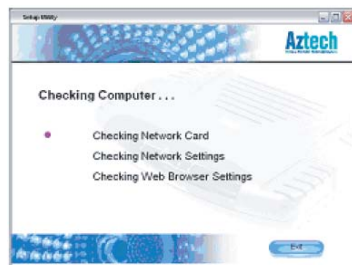 Setup Utility
Aztech
Checking Computer . . .
Checking Network Card
Checking Network Settings
Checking Web Browser Settings
Exit